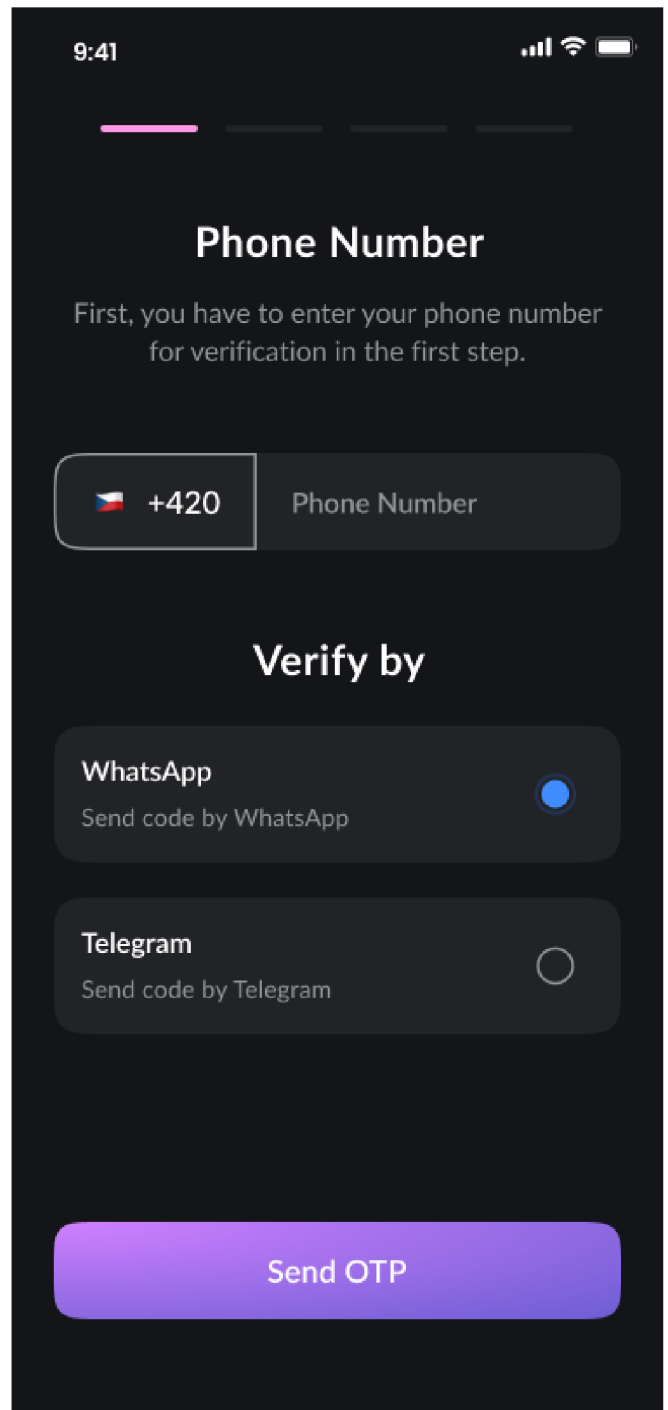 9:41
Phone Number
First, you have to enter your phone number
for verification in the first step.
+420 Phone Number
Verify by
WhatsApp
Send code by WhatsApp
Telegram
Send code by Telegram
Send OTP